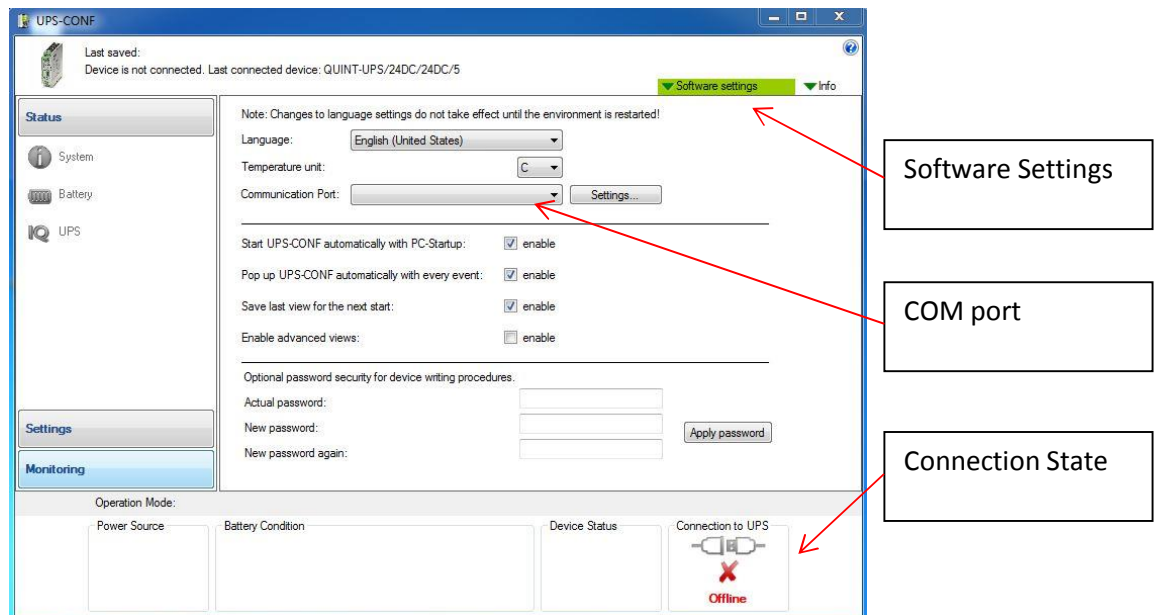 UPS-CONF
Last saved:
Device is not connected. Last connected device: QUINT-UPS/24DC/24DC/5
Software settings
Info
Status
System
Battery
IQ UPS
Settings
Monitoring
Note: Changes to language settings do not take effect until the environment is restarted!
Language: English (United States)
Temperature unit: C
Communication Port: Settings...
Start UPS-CONF automatically with PC-Startup: enable
Pop up UPS-CONF automatically with every event: enable
Save last view for the next start: enable
Enable advanced views: enable
Optional password security for device writing procedures.
Actual password:
New password:
Apply password
New password again:
Operation Mode:
Power Source
Battery Condition
Device Status
Connection to UPS
Offline
Software Settings
COM port
Connection State